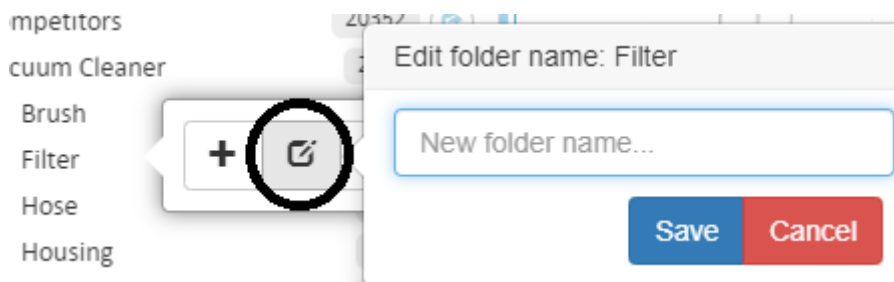 mpetitors
20352
cuum Cleaner
Brush
Filter
Hose
Housing
+
Edit folder name: Filter
New folder name...
Save
Cancel